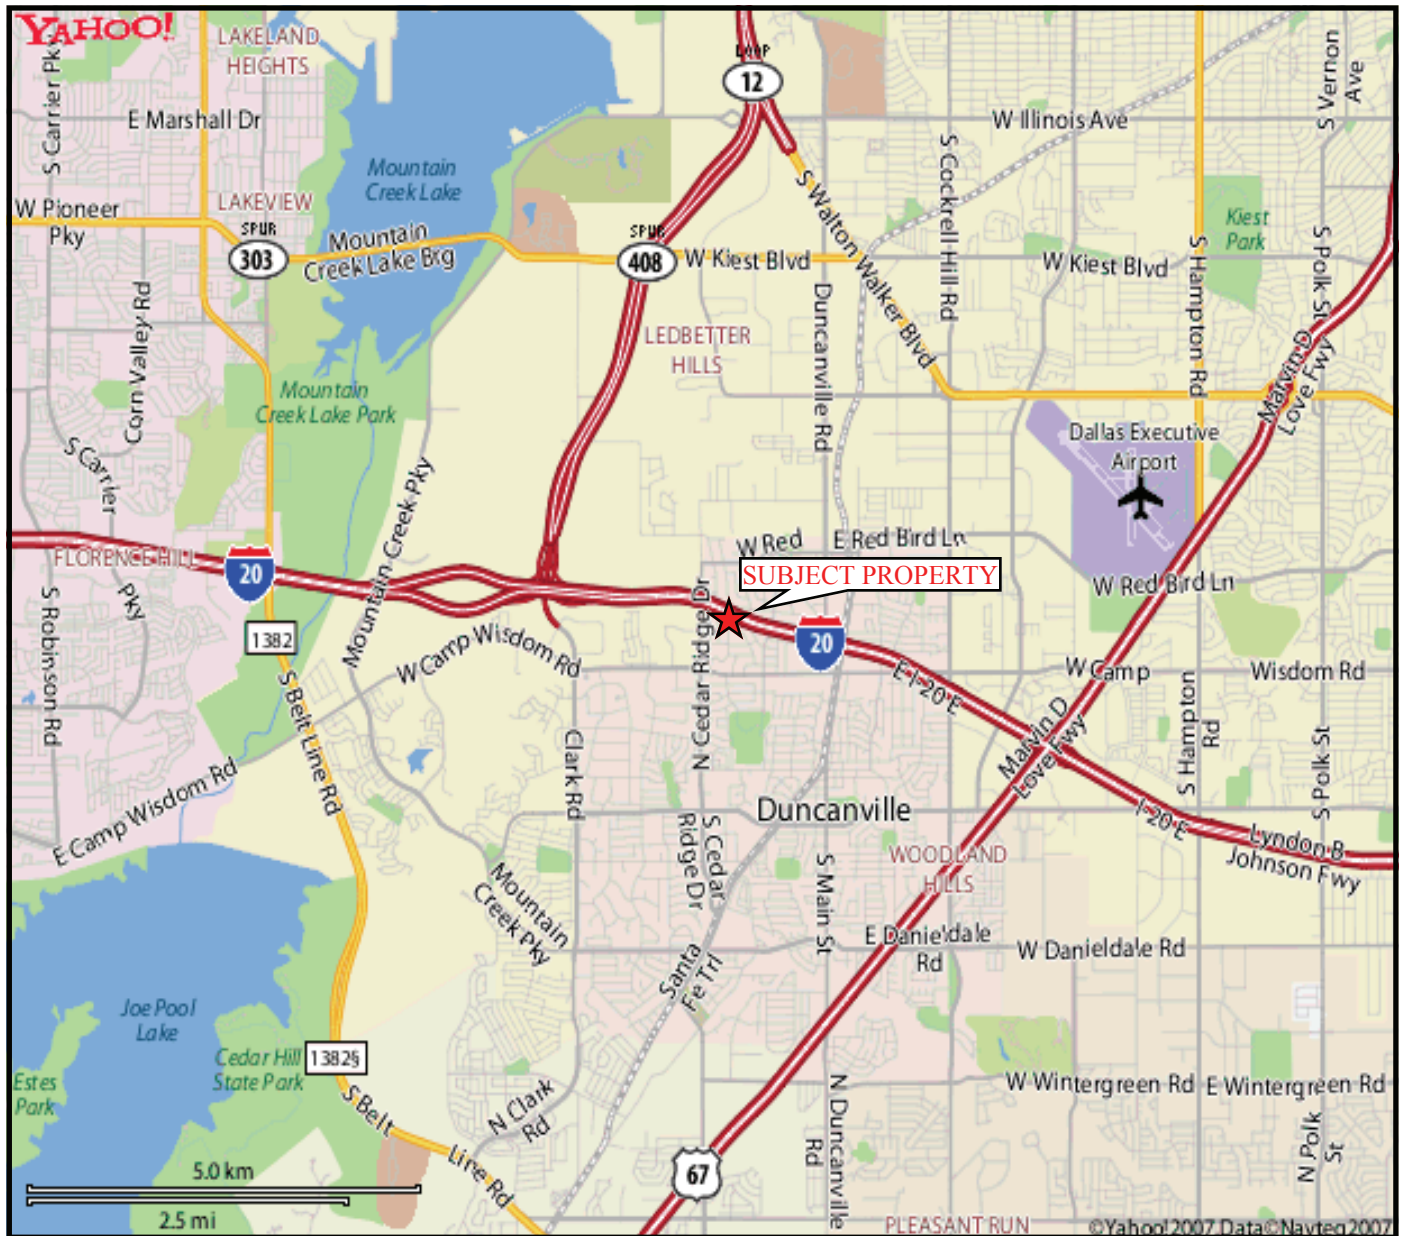 YAHOO!
LAKELAND
HEIGHTS
LOOP
12
S Carrier Pky
E Marshall Dr
W Illinois Ave
S Vernon
Ave
Mountain
Creek Lake
S Cockrell Hill Rd
LAKEVIEW
W Pioneer
Pky
SPUR
303
Mountain
Creek Lake Brg
SPUR
408
W Kiest Blvd
S Walton Walker Blvd
W Kiest Blvd
Kiest
Park
S Hampton Rd
S Polk St
Corn Valley Rd
LEDBETTER
HILLS
Duncanville Rd
Marvin D
Love Fwy
Mountain
Creek Lake Park
S Carrier
Pky
Dallas Executive
Airport
Mountain Creek Pky
FLORENCE HILL
20
W Red
E Red Bird Ln
SUBJECT PROPERTY
W Red Bird Ln
S Robinson Rd
1382
W Camp Wisdom Rd
N Cedar Ridge Dr
20
E I-20 E
W Camp
Wisdom Rd
S Belt Line Rd
Clark Rd
Marvin D
Love Fwy
S Hampton
Rd
S Polk St
E Camp Wisdom Rd
Duncanville
I-20 E
Lyndon B
Johnson Fwy
S Cedar
Ridge Dr
WOODLAND
HILLS
S Main St
Mountain
Creek Pky
E Danieldale
Rd
W Danieldale Rd
Santa
Fe Trl
Joe Pool
Lake
Cedar Hill
State Park
1382§
Estes
Park
S Belt
Line Rd
N Clark
Rd
N Duncanville
Rd
W Wintergreen Rd
E Wintergreen Rd
N Polk
St
67
5.0 km
2.5 mi
PLEASANT RUN
©Yahoo! 2007, Data©Navteq 2007